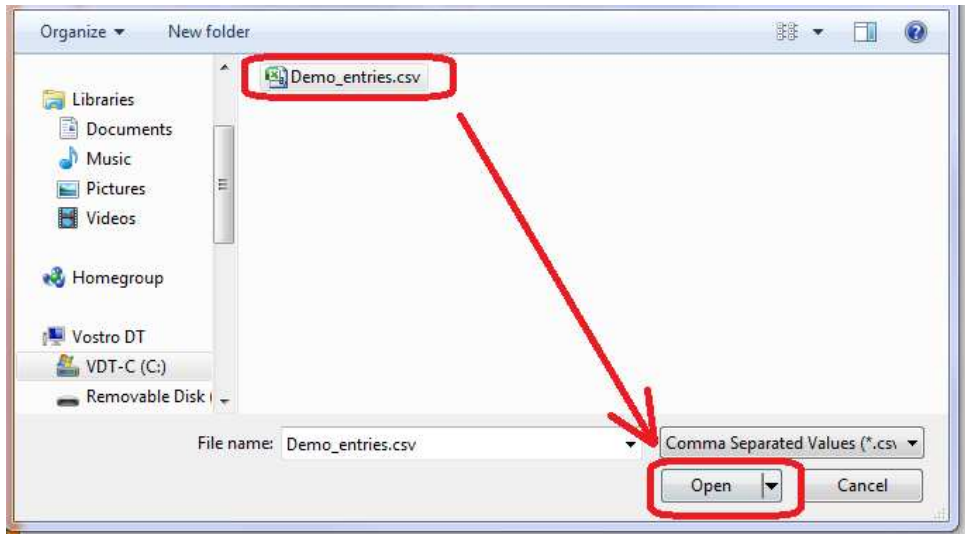 Organize New folder
Demo_entries.csv
Libraries
Documents
Music
Pictures
Videos
Homegroup
Vostro DT
VDT-C (C:)
Removable Disk (
File name: Demo_entries.csv
Comma Separated Values (*.csv
Open Cancel